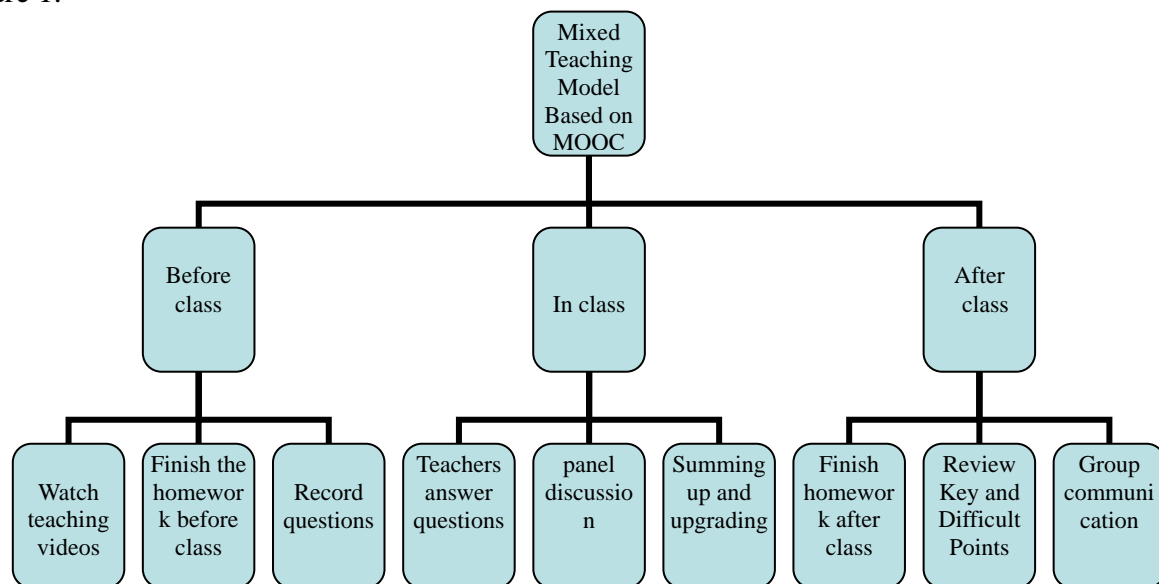 Mixed
Teaching
Model
Based on
MOOC
Before
class
In class
After
class
Watch
teaching
videos
Finish the
homewor
k before
class
Record
questions
Teachers
answer
questions
panel
discussio
n
Summing
up and
upgrading
Finish
homewor
k after
class
Review
Key and
Difficult
Points
Group
communi
cation